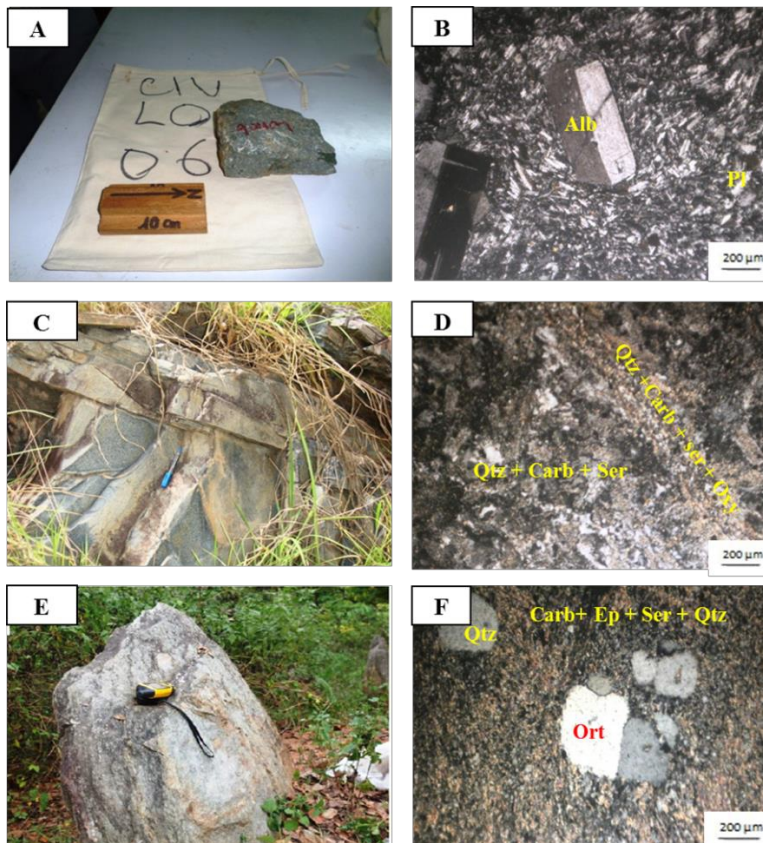 A
CIV
LO
06
N
10 cm
B
Alb
Pl
200 µm
C
D
Qtz +Carb + ser + Oxy
Qtz + Carb + Ser
200 µm
E
F
Carb+ Ep + Ser + Qtz
Qtz
Ort
200 µm